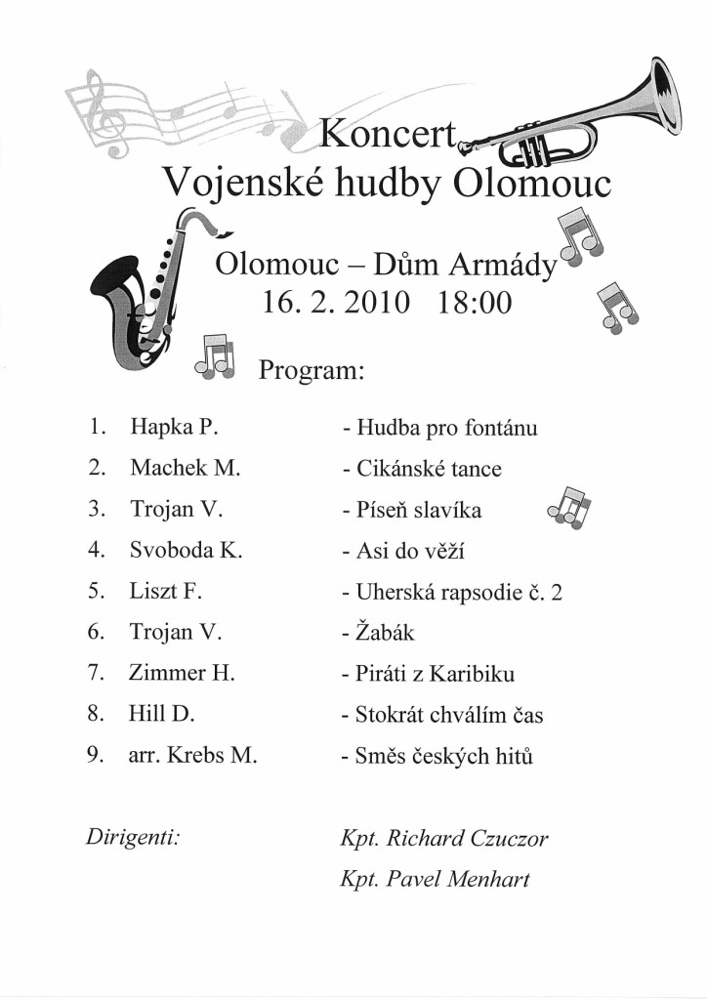 Koncert
Vojenské hudby Olomouc
Olomouc – Dům Armády
16. 2. 2010 18:00
Program:
1. Hapka P. - Hudba pro fontánu
2. Machek M. - Cikánské tance
3. Trojan V. - Píseň slavíka
4. Svoboda K. - Asi do věží
5. Liszt F. - Uherská rapsodie č. 2
6. Trojan V. - Žabák
7. Zimmer H. - Piráti z Karibiku
8. Hill D. - Stokrát chválím čas
9. arr. Krebs M. - Směs českých hitů
Dirigenti: Kpt. Richard Czuczor
Kpt. Pavel Menhart